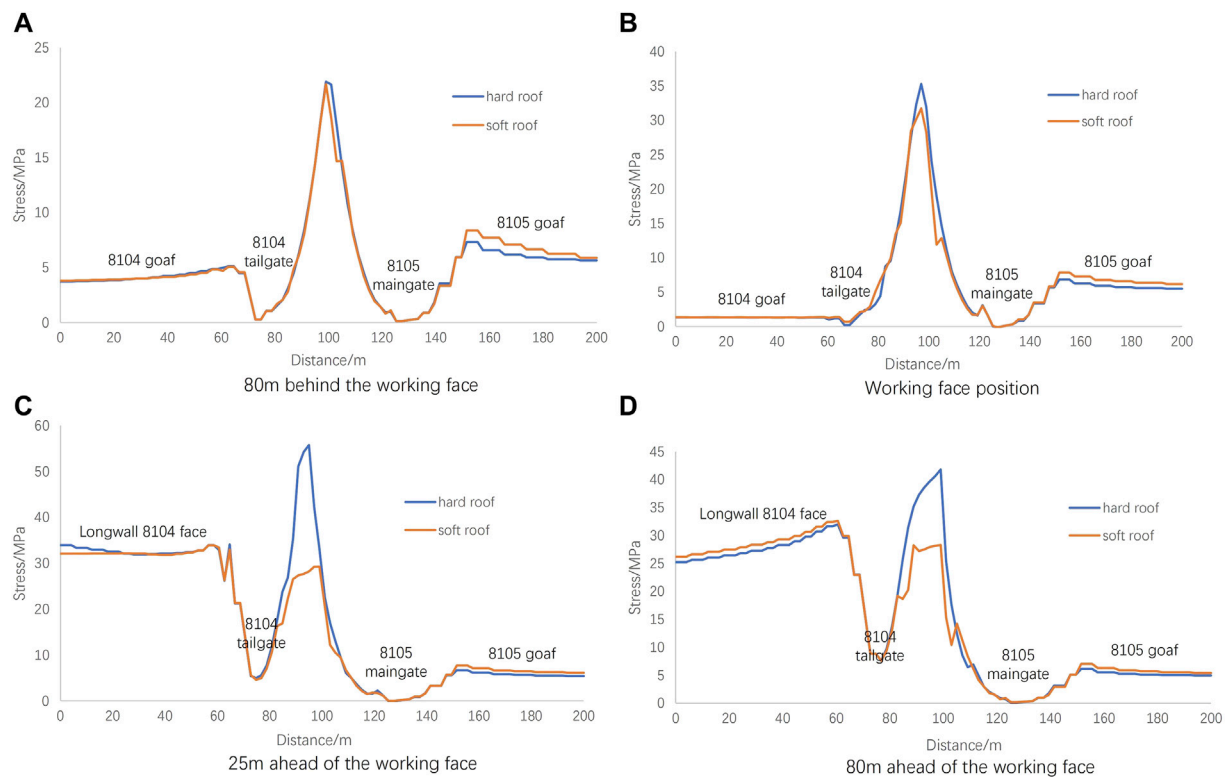 A
25
20
15
10
5
0
Stress/MPa
hard roof
soft roof
8104 goaf
8104
tailgate
8105
maingate
8105 goaf
0 20 40 60 80 100 120 140 160 180 200
Distance/m
80m behind the working face
B
40
35
30
25
20
15
10
5
0
Stress/MPa
hard roof
soft roof
8104 goaf
8104
tailgate
8105
maingate
8105 goaf
0 20 40 60 80 100 120 140 160 180 200
Distance/m
Working face position
C
60
50
40
30
20
10
0
Stress/MPa
hard roof
soft roof
Longwall 8104 face
8104
tailgate
8105
maingate
8105 goaf
0 20 40 60 80 100 120 140 160 180 200
Distance/m
25m ahead of the working face
D
45
40
35
30
25
20
15
10
5
0
Stress/MPa
hard roof
soft roof
Longwall 8104 face
8104
tailgate
8105
maingate
8105 goaf
0 20 40 60 80 100 120 140 160 180 200
Distance/m
80m ahead of the working face